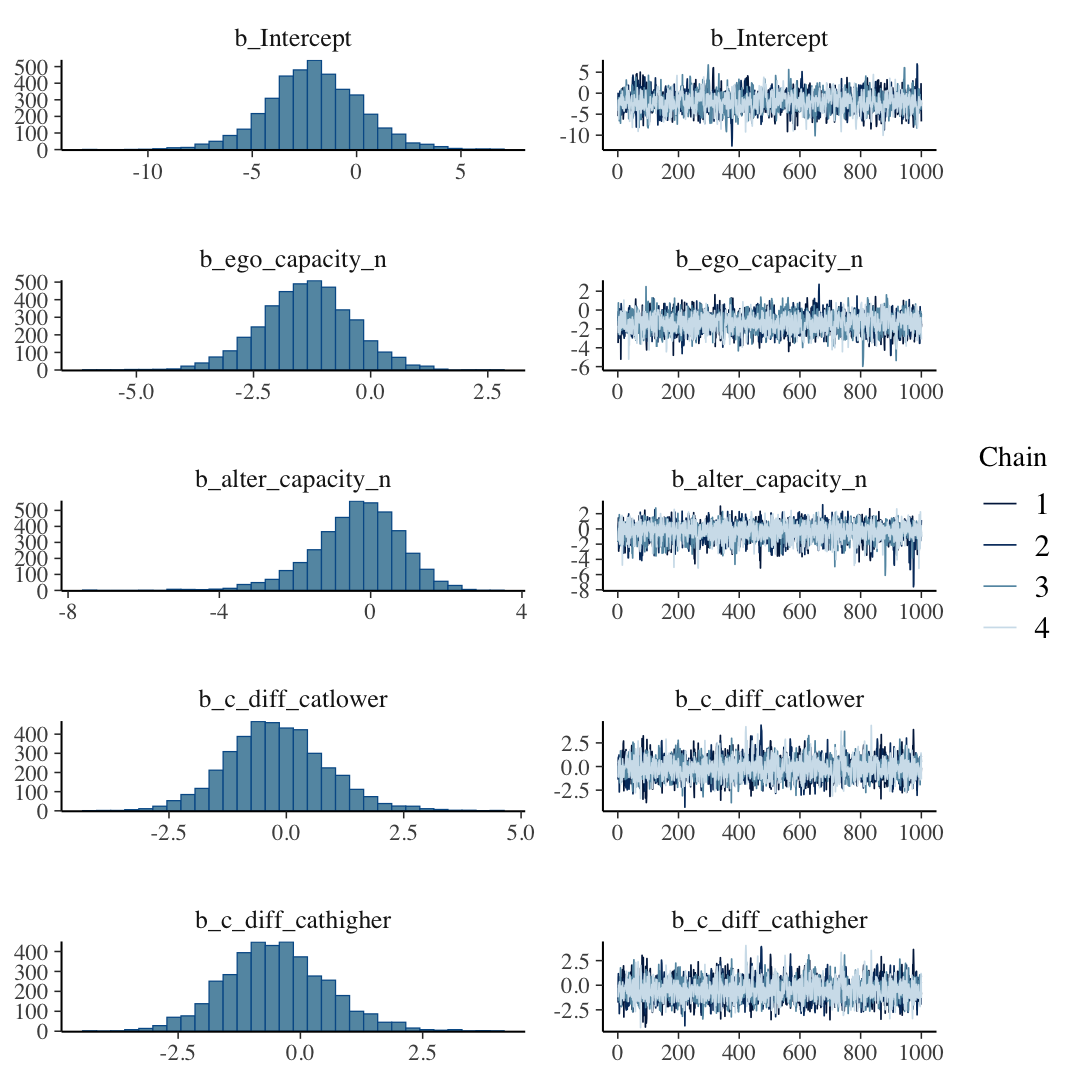 b_Intercept
500
400
300
200
100
0
-10 -5 0 5
b_Intercept
5
0
-5
-10
0 200 400 600 800 1000
b_ego_capacity_n
500
400
300
200
100
0
-5.0 -2.5 0.0 2.5
b_ego_capacity_n
2
0
-2
-4
-6
0 200 400 600 800 1000
b_alter_capacity_n
500
400
300
200
100
0
-8 -4 0 4
b_alter_capacity_n
2
0
-2
-4
-6
-8
0 200 400 600 800 1000
b_c_diff_catlower
400
300
200
100
0
-2.5 0.0 2.5 5.0
b_c_diff_catlower
2.5
0.0
-2.5
0 200 400 600 800 1000
b_c_diff_cathigher
400
300
200
100
0
-2.5 0.0 2.5
b_c_diff_cathigher
2.5
0.0
-2.5
0 200 400 600 800 1000
Chain
1
2
3
4